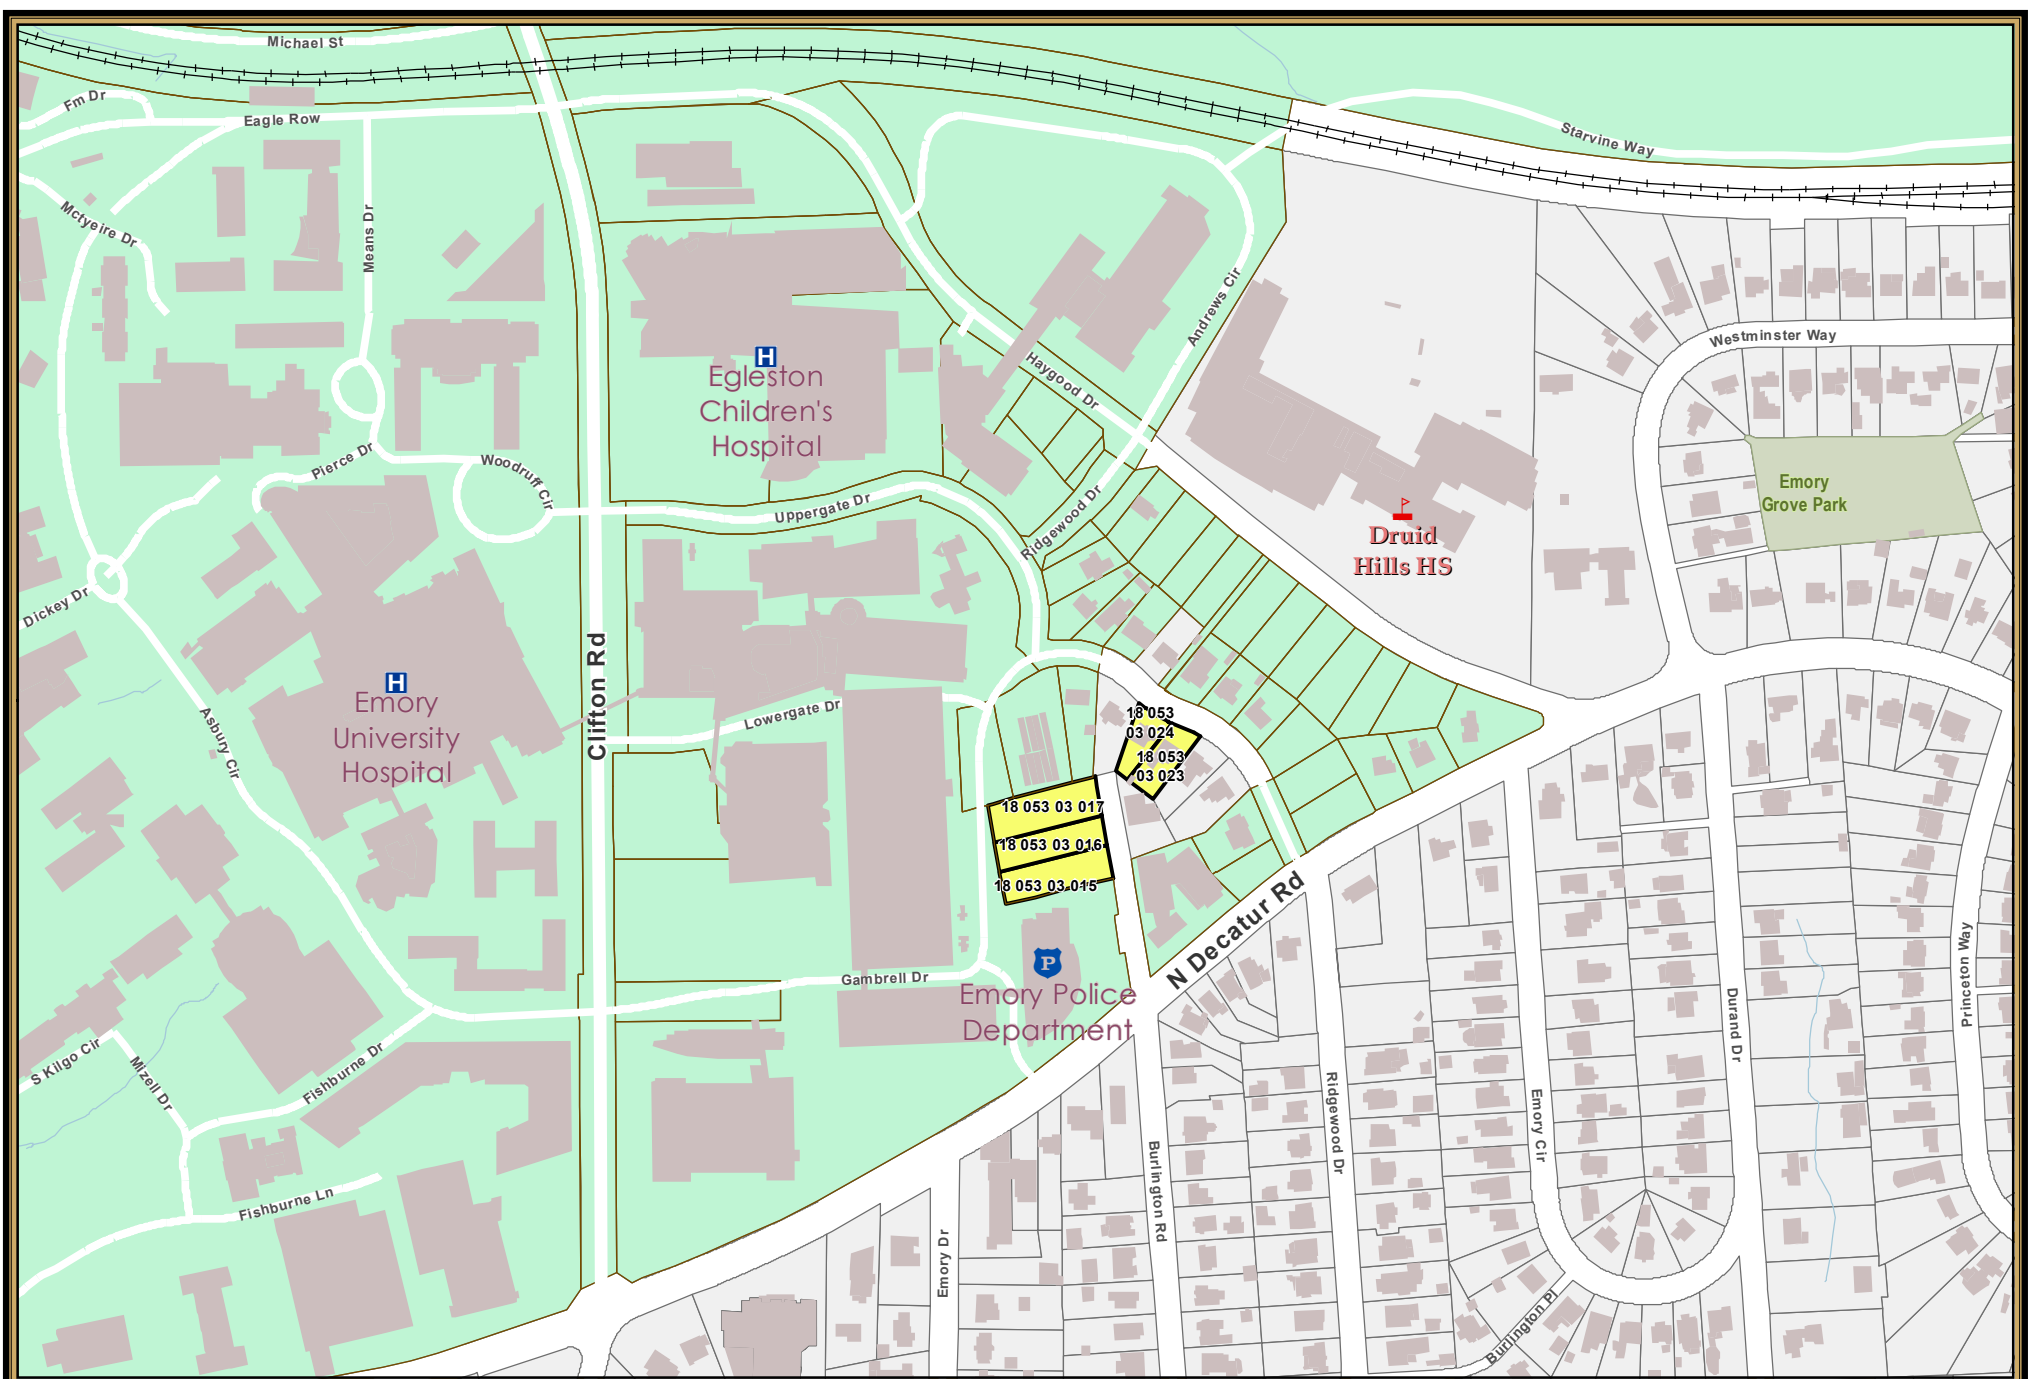 Michael St
Fm Dr
Eagle Row
Starvine Way
Mctyeire Dr
Means Dr
Andrews Cir
Westminster Way
H
Egleston
Children's
Hospital
Haygood Dr
Pierce Dr
Woodruff Cir
Uppergate Dr
Ridgewood Dr
Emory
Grove Park
Druid
Hills HS
Dickey Dr
Clifton Rd
H
Emory
University
Hospital
Asbury Cir
Lowergate Dr
18 053
03 024
18 053
03 023
18 053 03 017
18 053 03 016
18 053 03 015
N Decatur Rd
P
Emory Police
Department
Gambrell Dr
Princeton Way
Durand Dr
S Kilgo Cir
Mizell Dr
Fishburne Dr
Ridgewood Dr
Emory Cir
Burlington Rd
Fishburne Ln
Emory Dr
Burlington Pl